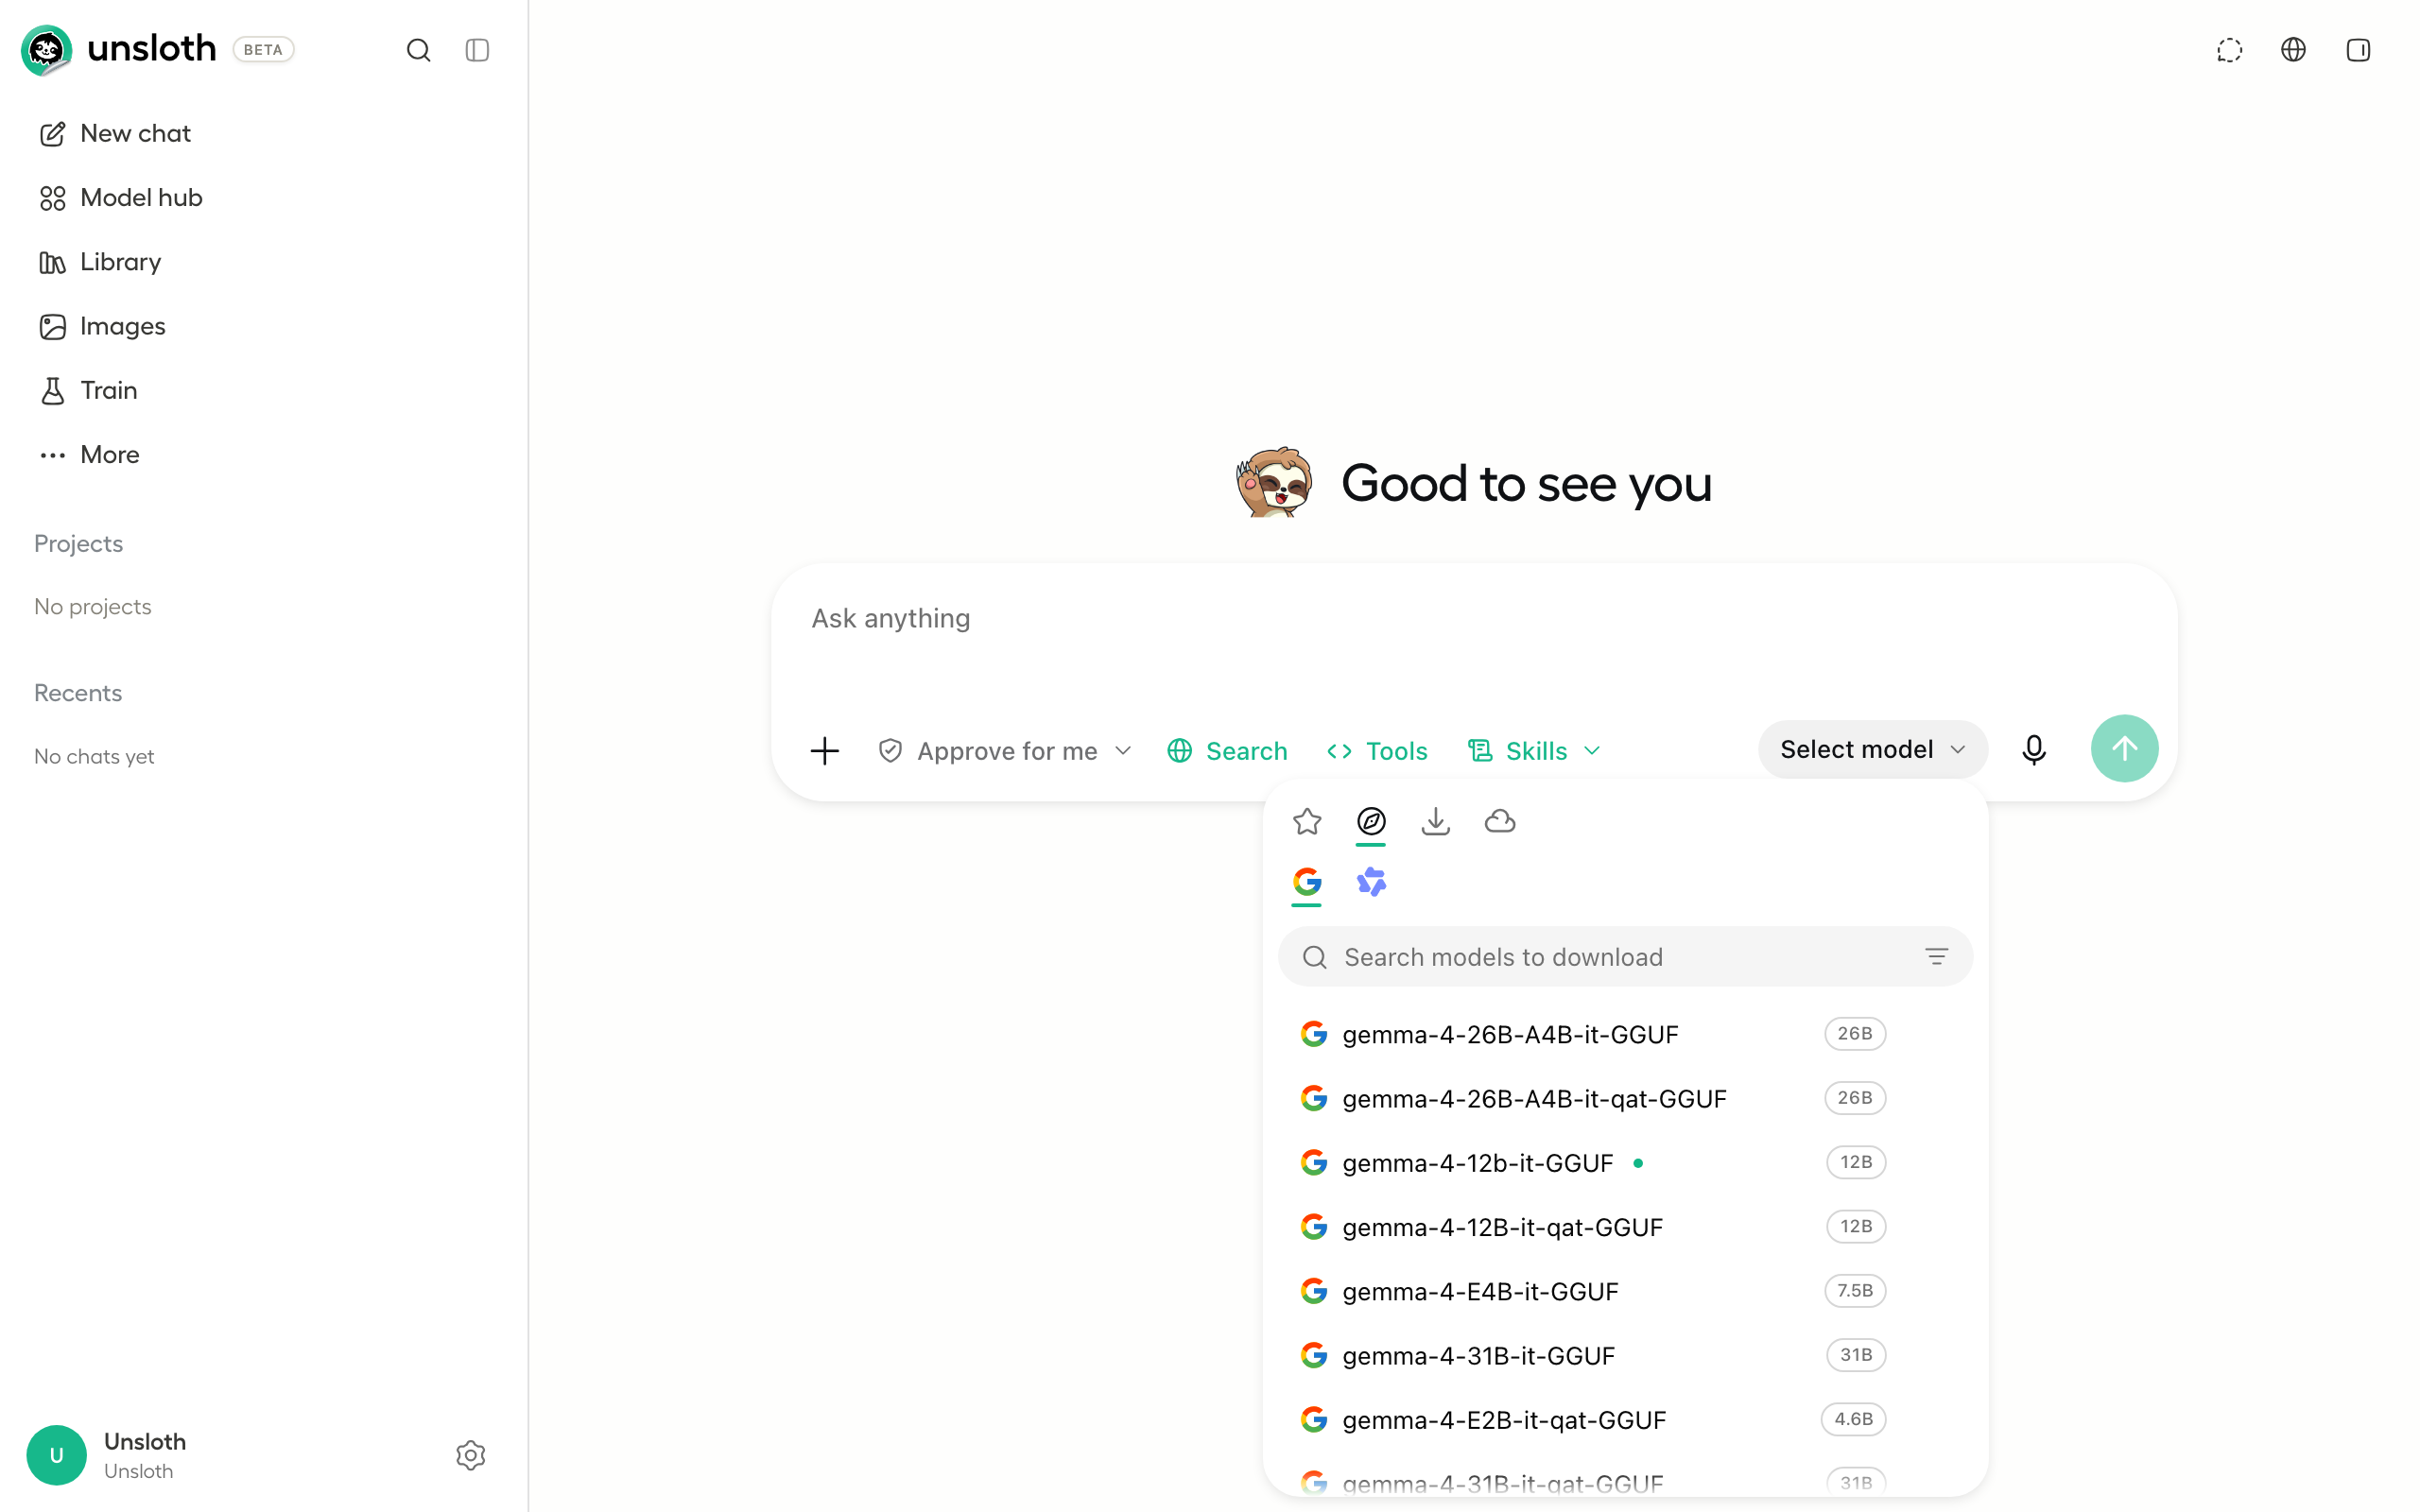 unsloth BETA
New chat
Model hub
Library
Images
Train
More
Projects
No projects
Recents
No chats yet
U
Unsloth
Unsloth
Good to see you
Ask anything
Approve for me Search Tools Skills Select model
Search models to download
gemma-4-26B-A4B-it-GGUF 26B
gemma-4-26B-A4B-it-qat-GGUF 26B
gemma-4-12b-it-GGUF 12B
gemma-4-12B-it-qat-GGUF 12B
gemma-4-E4B-it-GGUF 7.5B
gemma-4-31B-it-GGUF 31B
gemma-4-E2B-it-qat-GGUF 4.6B
gemma-4-31B-it-qat-GGUF 31B